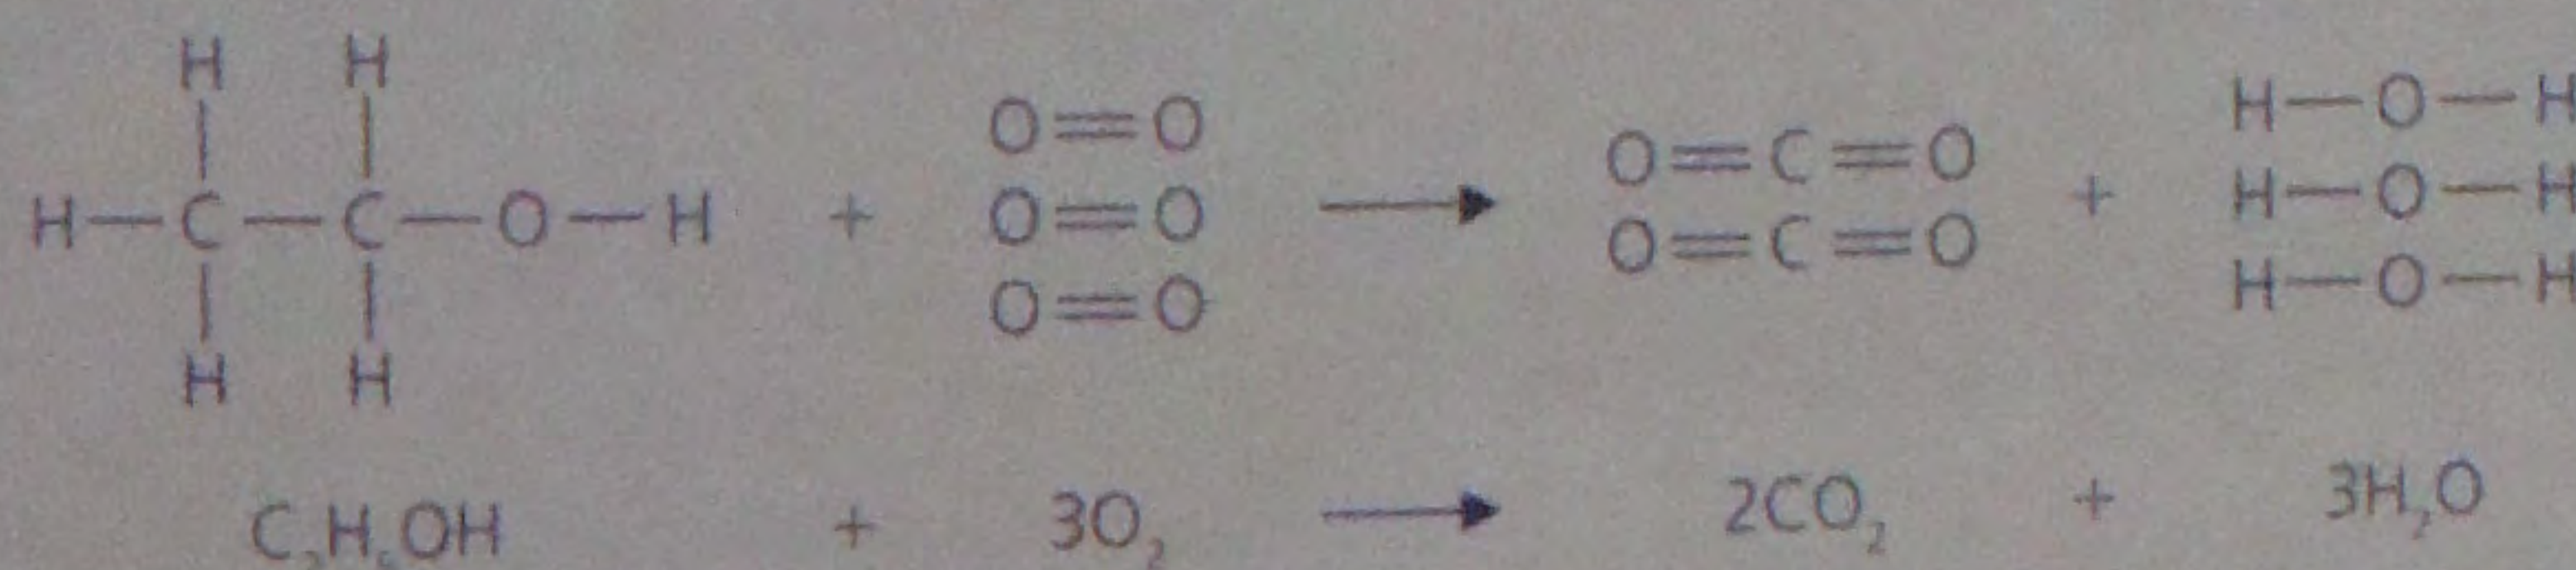 H H
O=O H—O—H
O=C=O
H—C—C—O—H + O=O → + H—O—H
O=C=O
O=O H—O—H
H H
C₂H₅OH + 3O₂ → 2CO₂ + 3H₂O